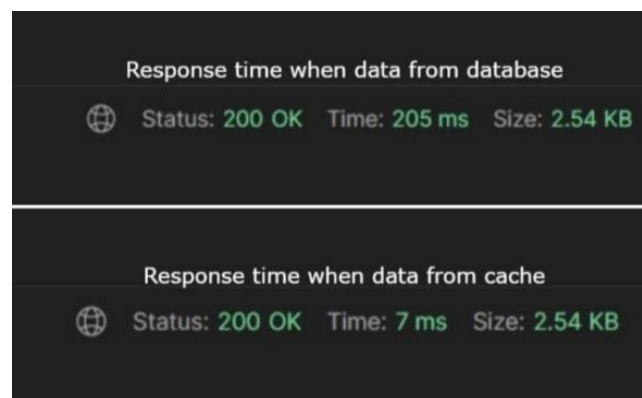 Response time when data from database
Status: 200 OK Time: 205 ms Size: 2.54 KB
Response time when data from cache
Status: 200 OK Time: 7 ms Size: 2.54 KB